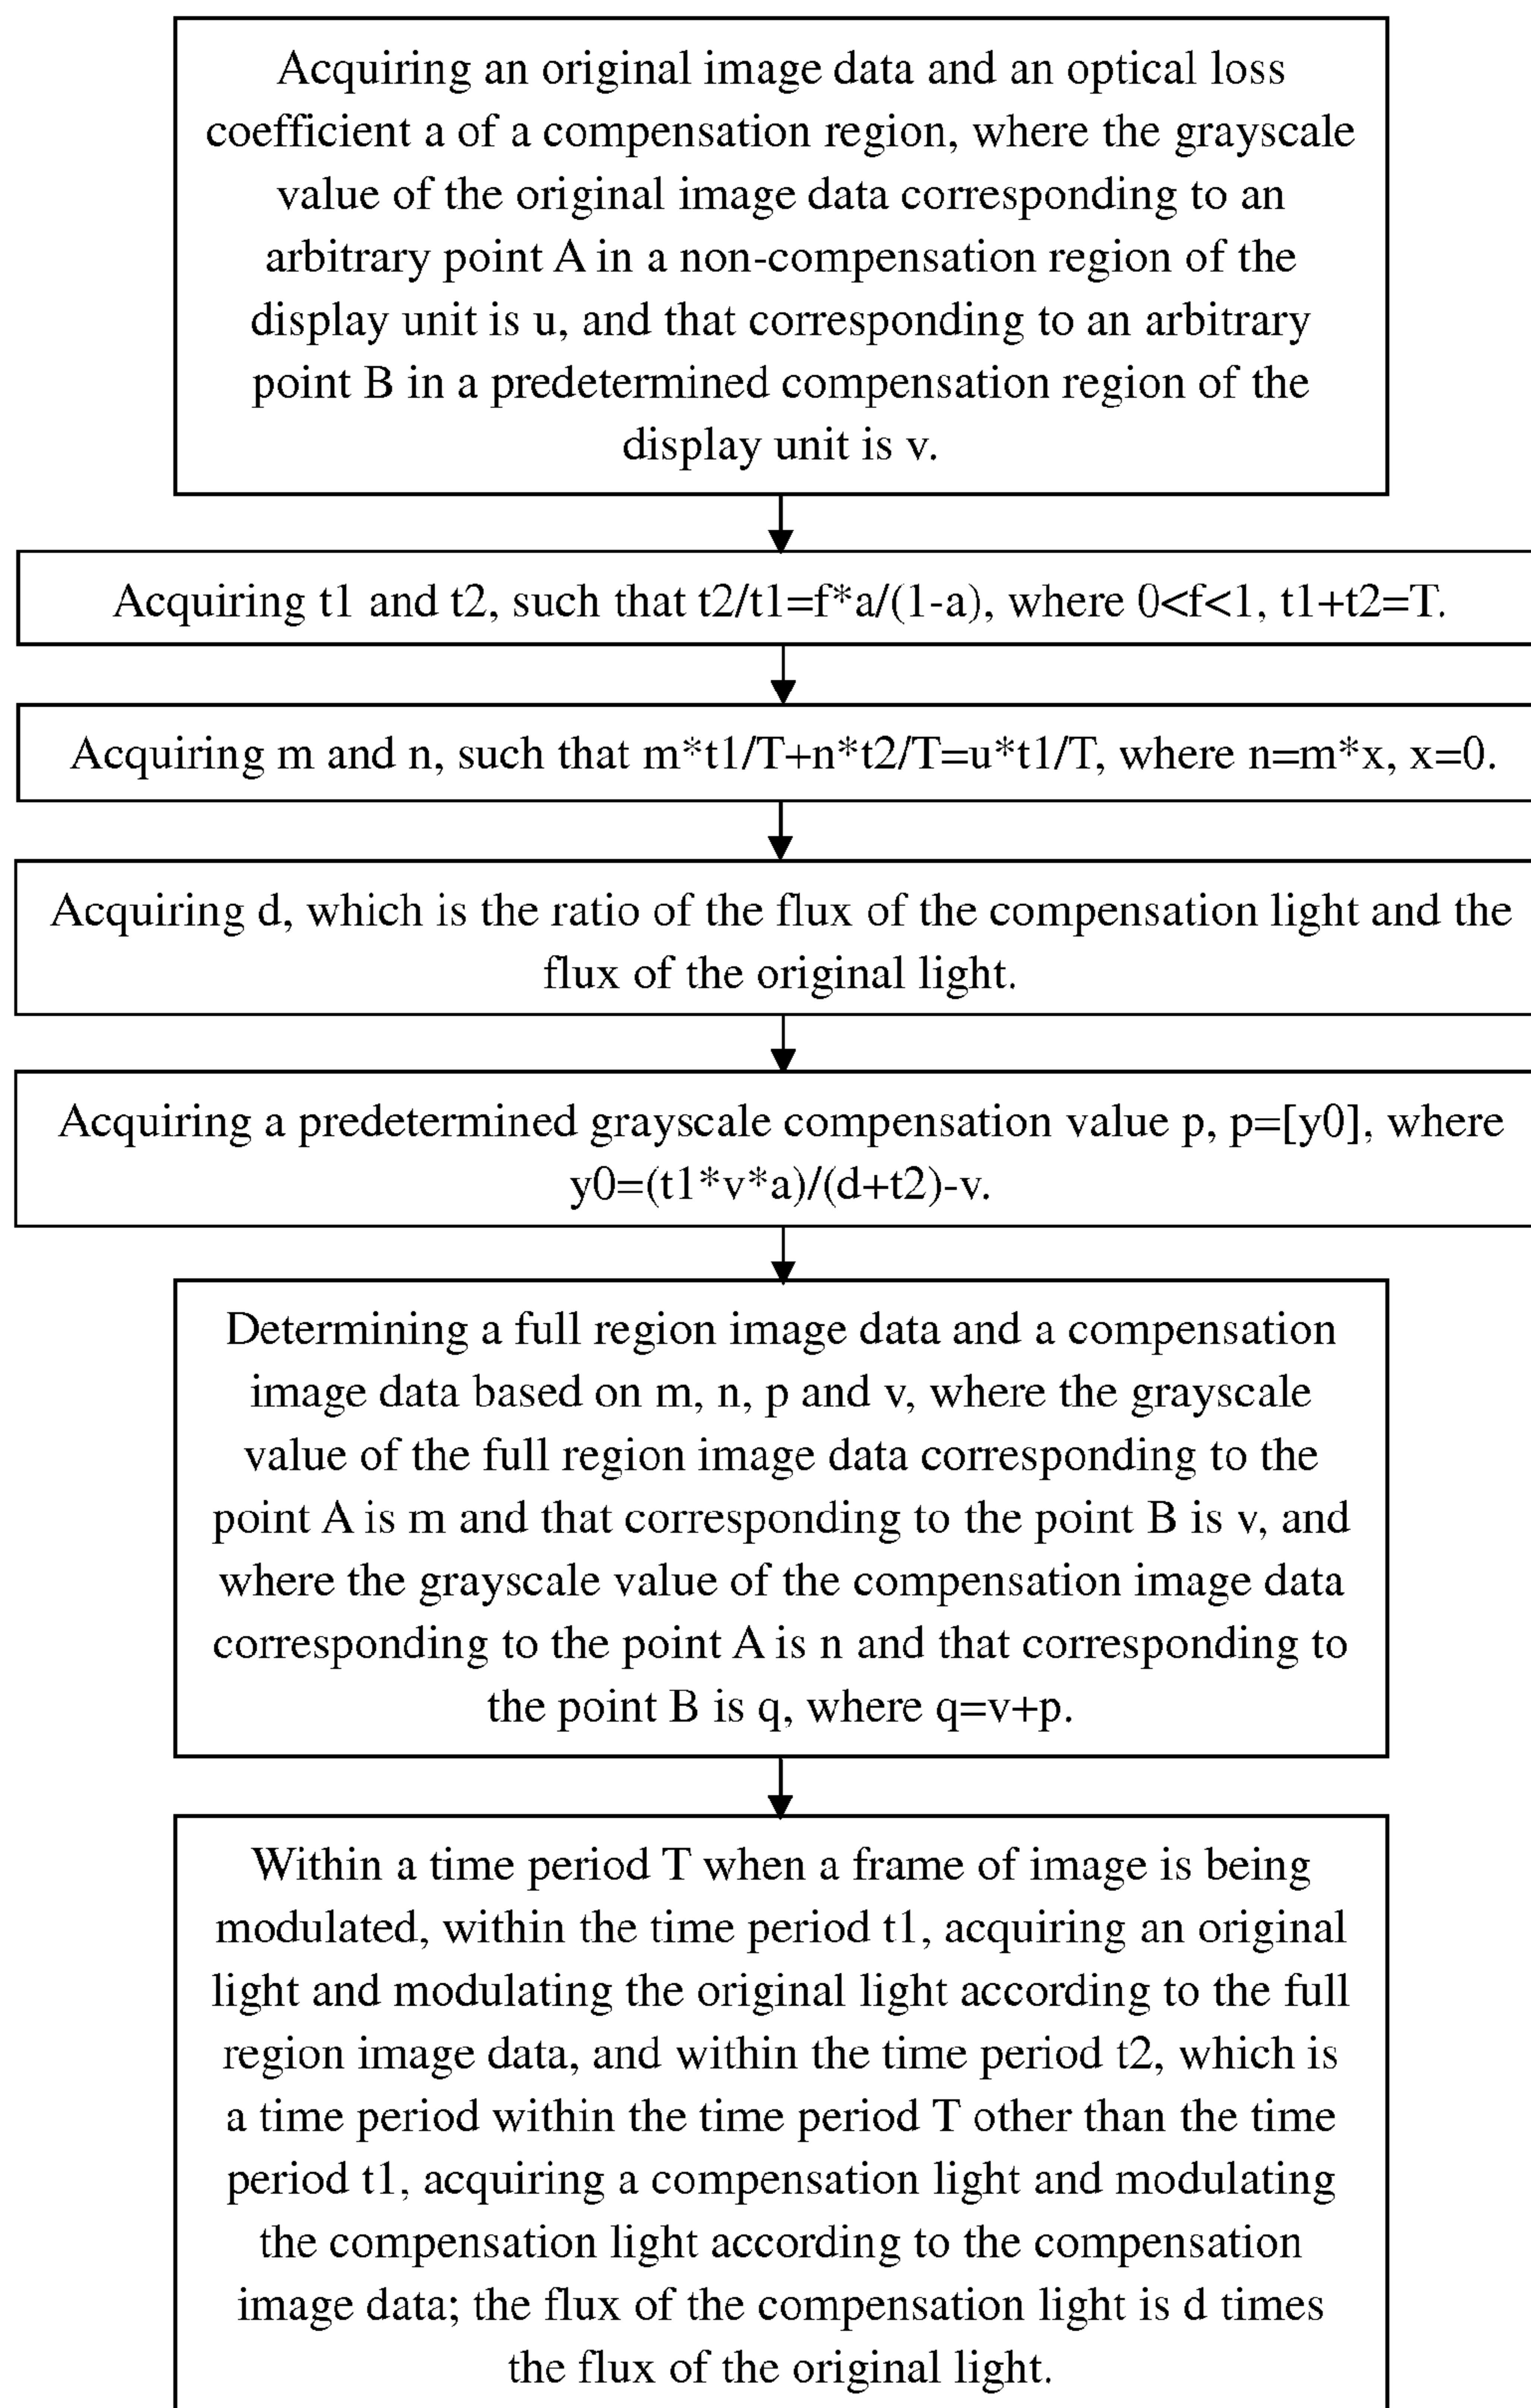 Acquiring an original image data and an optical loss
coefficient a of a compensation region, where the grayscale
value of the original image data corresponding to an
arbitrary point A in a non-compensation region of the
display unit is u, and that corresponding to an arbitrary
point B in a predetermined compensation region of the
display unit is v.
Acquiring t1 and t2, such that t2/t1=f*a/(1-a), where 0<f<1, t1+t2=T.
Acquiring m and n, such that m*t1/T+n*t2/T=u*t1/T, where n=m*x, x=0.
Acquiring d, which is the ratio of the flux of the compensation light and the
flux of the original light.
Acquiring a predetermined grayscale compensation value p, p=[y0], where
y0=(t1*v*a)/(d+t2)-v.
Determining a full region image data and a compensation
image data based on m, n, p and v, where the grayscale
value of the full region image data corresponding to the
point A is m and that corresponding to the point B is v, and
where the grayscale value of the compensation image data
corresponding to the point A is n and that corresponding to
the point B is q, where q=v+p.
Within a time period T when a frame of image is being
modulated, within the time period t1, acquiring an original
light and modulating the original light according to the full
region image data, and within the time period t2, which is
a time period within the time period T other than the time
period t1, acquiring a compensation light and modulating
the compensation light according to the compensation
image data; the flux of the compensation light is d times
the flux of the original light.